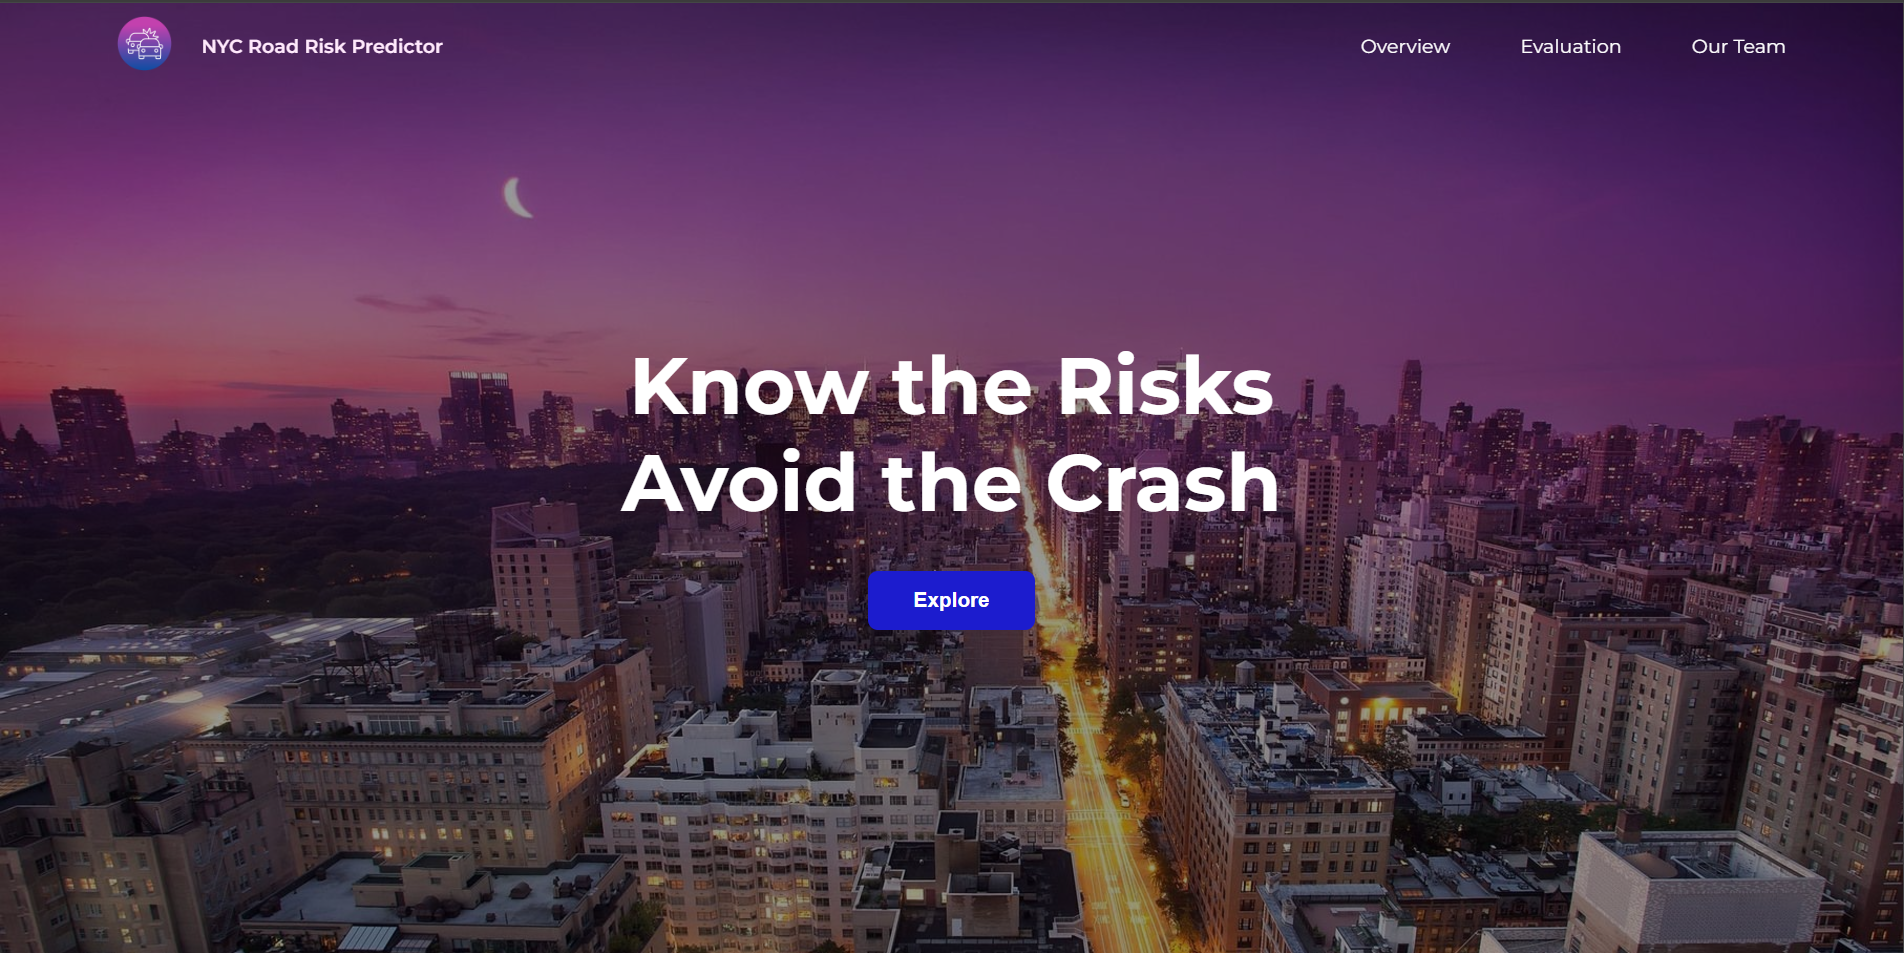 NYC Road Risk Predictor
Overview
Evaluation
Our Team
Know the Risks
Avoid the Crash
Explore